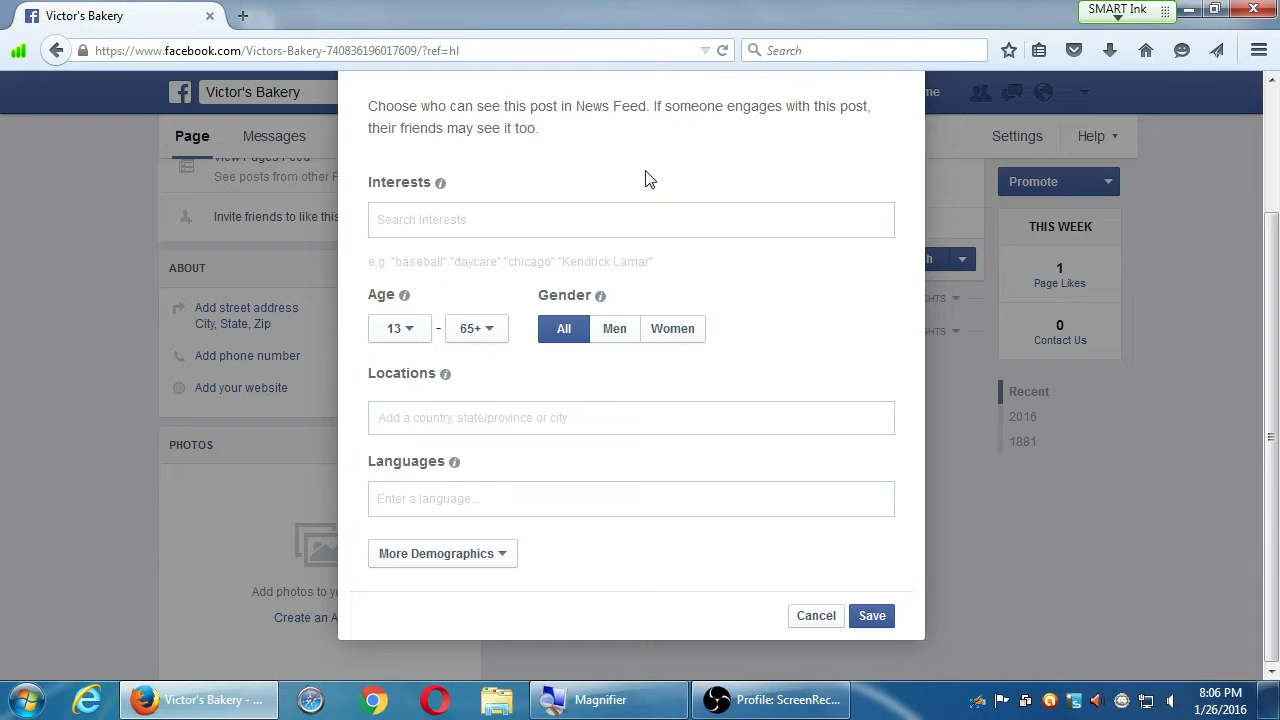 Victor's Bakery
SMART Ink
https://www.facebook.com/Victors-Bakery-740836196017609/?ref=hl
Search
Victor's Bakery
me
Page
Messages
Settings
Help
View Pages Feed
See posts from other
Invite friends to like this
ABOUT
Add street address
City, State, Zip
Add phone number
Add your website
PHOTOS
Add photos to
Create an A
Choose who can see this post in News Feed. If someone engages with this post,
their friends may see it too.
Interests
Search Interests
e.g. "baseball" "daycare" "chicago" "Kendrick Lamar"
Age
Gender
13
-
65+
All
Men
Women
Locations
Add a country, state/province or city
Languages
Enter a language...
More Demographics
Cancel
Save
Promote
THIS WEEK
1
Page Likes
0
Contact Us
Recent
2016
1881
Victor's Bakery - ...
Magnifier
Profile: ScreenRec...
8:06 PM
1/26/2016